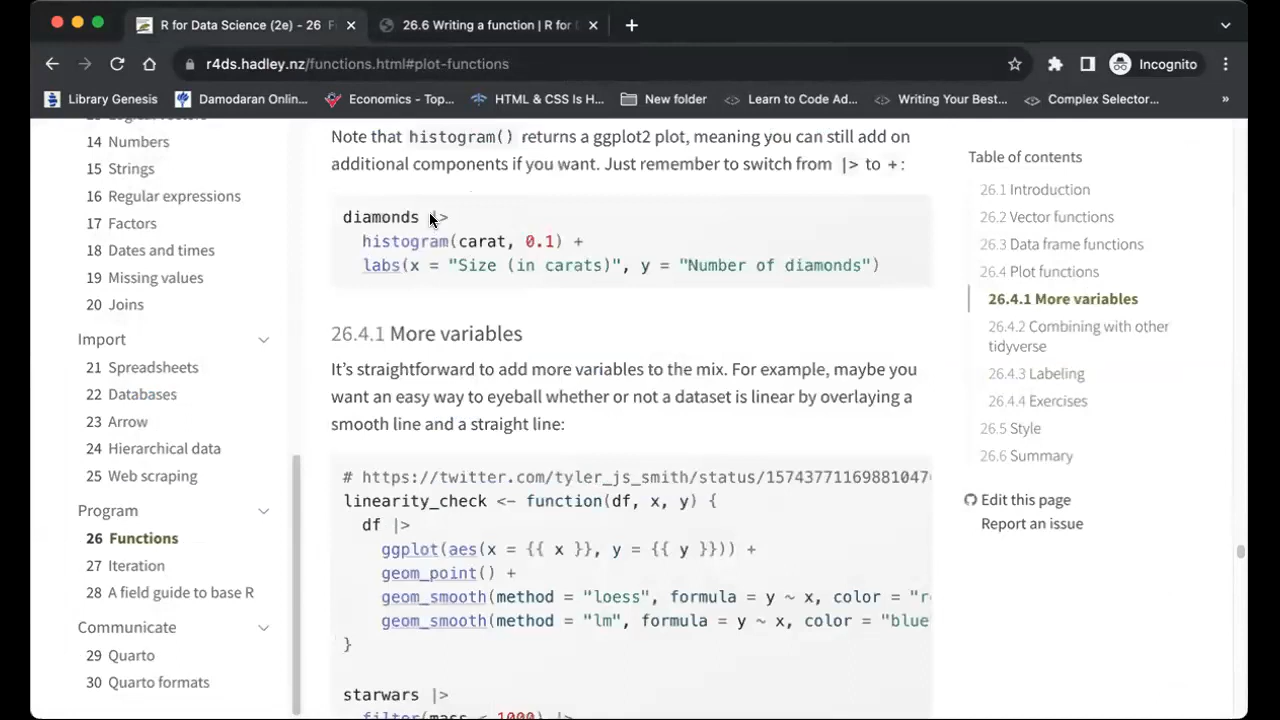 R for Data Science (2e) - 26
26.6 Writing a function | R for
r4ds.hadley.nz/functions.html#plot-functions
Incognito
Library Genesis
Damodaran Onlin...
Economics - Top...
HTML & CSS Is H...
New folder
Learn to Code Ad...
Writing Your Best...
Complex Selector...
»
14 Numbers
15 Strings
16 Regular expressions
17 Factors
18 Dates and times
19 Missing values
20 Joins
Import
21 Spreadsheets
22 Databases
23 Arrow
24 Hierarchical data
25 Web scraping
Program
26 Functions
27 Iteration
28 A field guide to base R
Communicate
29 Quarto
30 Quarto formats
Note that histogram() returns a ggplot2 plot, meaning you can still add on
additional components if you want. Just remember to switch from |> to +:
diamonds |>
histogram(carat, 0.1) +
labs(x = "Size (in carats)", y = "Number of diamonds")
26.4.1 More variables
It's straightforward to add more variables to the mix. For example, maybe you
want an easy way to eyeball whether or not a dataset is linear by overlaying a
smooth line and a straight line:
# https://twitter.com/tyler_js_smith/status/157437711698810470
linearity_check <- function(df, x, y) {
df |>
ggplot(aes(x = {{ x }}, y = {{ y }})) +
geom_point() +
geom_smooth(method = "loess", formula = y ~ x, color = "r
geom_smooth(method = "lm", formula = y ~ x, color = "blue
}
starwars |>
filter(mass < 1000) |>
Table of contents
26.1 Introduction
26.2 Vector functions
26.3 Data frame functions
26.4 Plot functions
26.4.1 More variables
26.4.2 Combining with other
tidyverse
26.4.3 Labeling
26.4.4 Exercises
26.5 Style
26.6 Summary
Edit this page
Report an issue